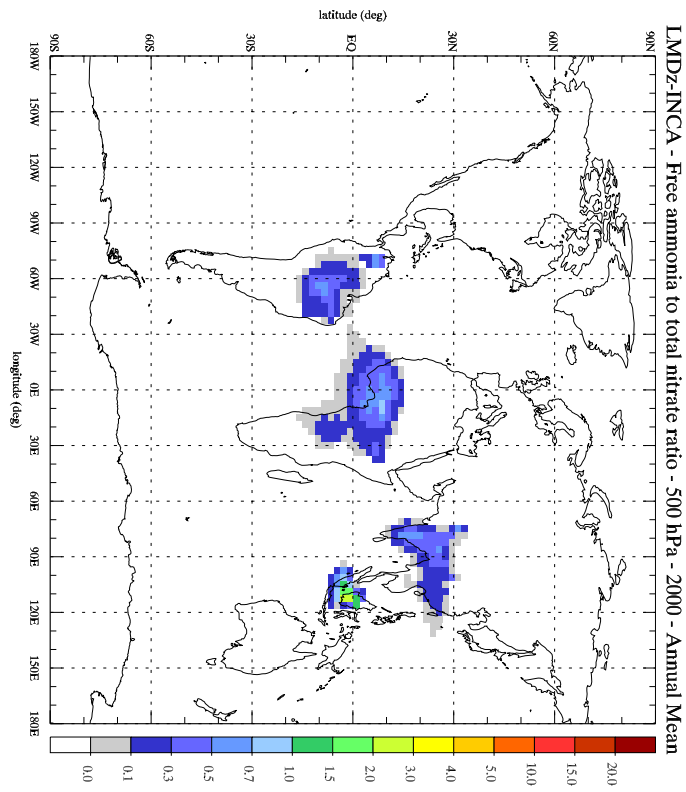 LMDz-INCA - Free ammonia to total nitrate ratio - 500 hPa - 2000 - Annual Mean
90N
60N
30N
EQ
30S
60S
90S
latitude (deg)
180W
150W
120W
90W
60W
30W
0E
30E
60E
90E
120E
150E
180E
longitude (deg)
0.0
0.1
0.3
0.5
0.7
1.0
1.5
2.0
3.0
4.0
5.0
10.0
15.0
20.0